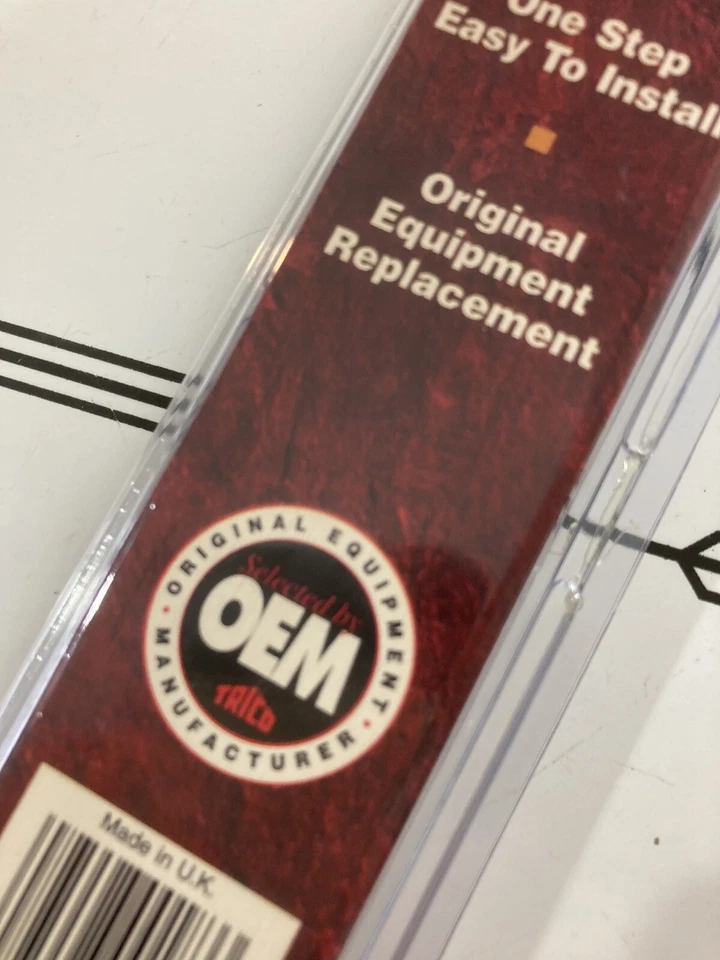 One Step
Easy To Install
Original
Equipment
Replacement
ORIGINAL EQUIPMENT
Selected by
OEM
TRICO
MANUFACTURER
Made in U.K.